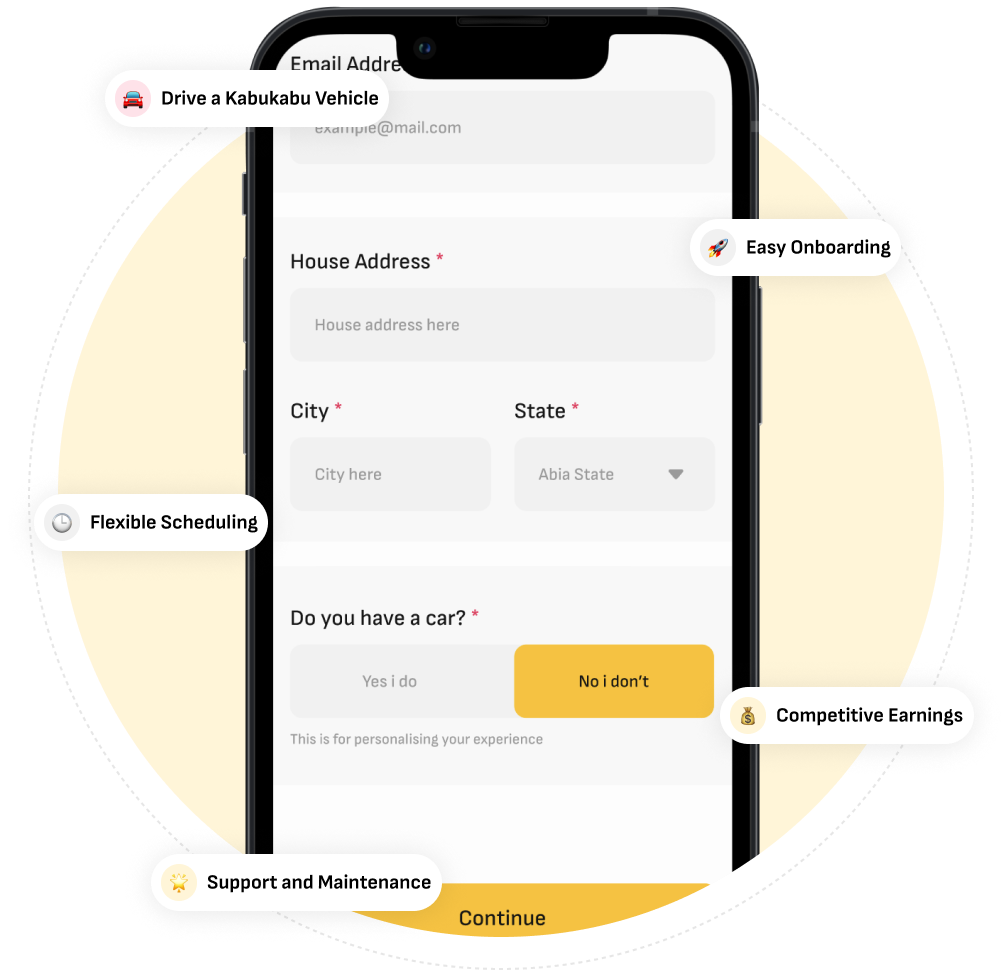 Email Addre
Drive a Kabukabu Vehicle
example@mail.com
Easy Onboarding
House Address *
House address here
City *
State *
City here
Abia State
Flexible Scheduling
Do you have a car? *
Yes i do
No i don’t
Competitive Earnings
This is for personalising your experience
Support and Maintenance
Continue